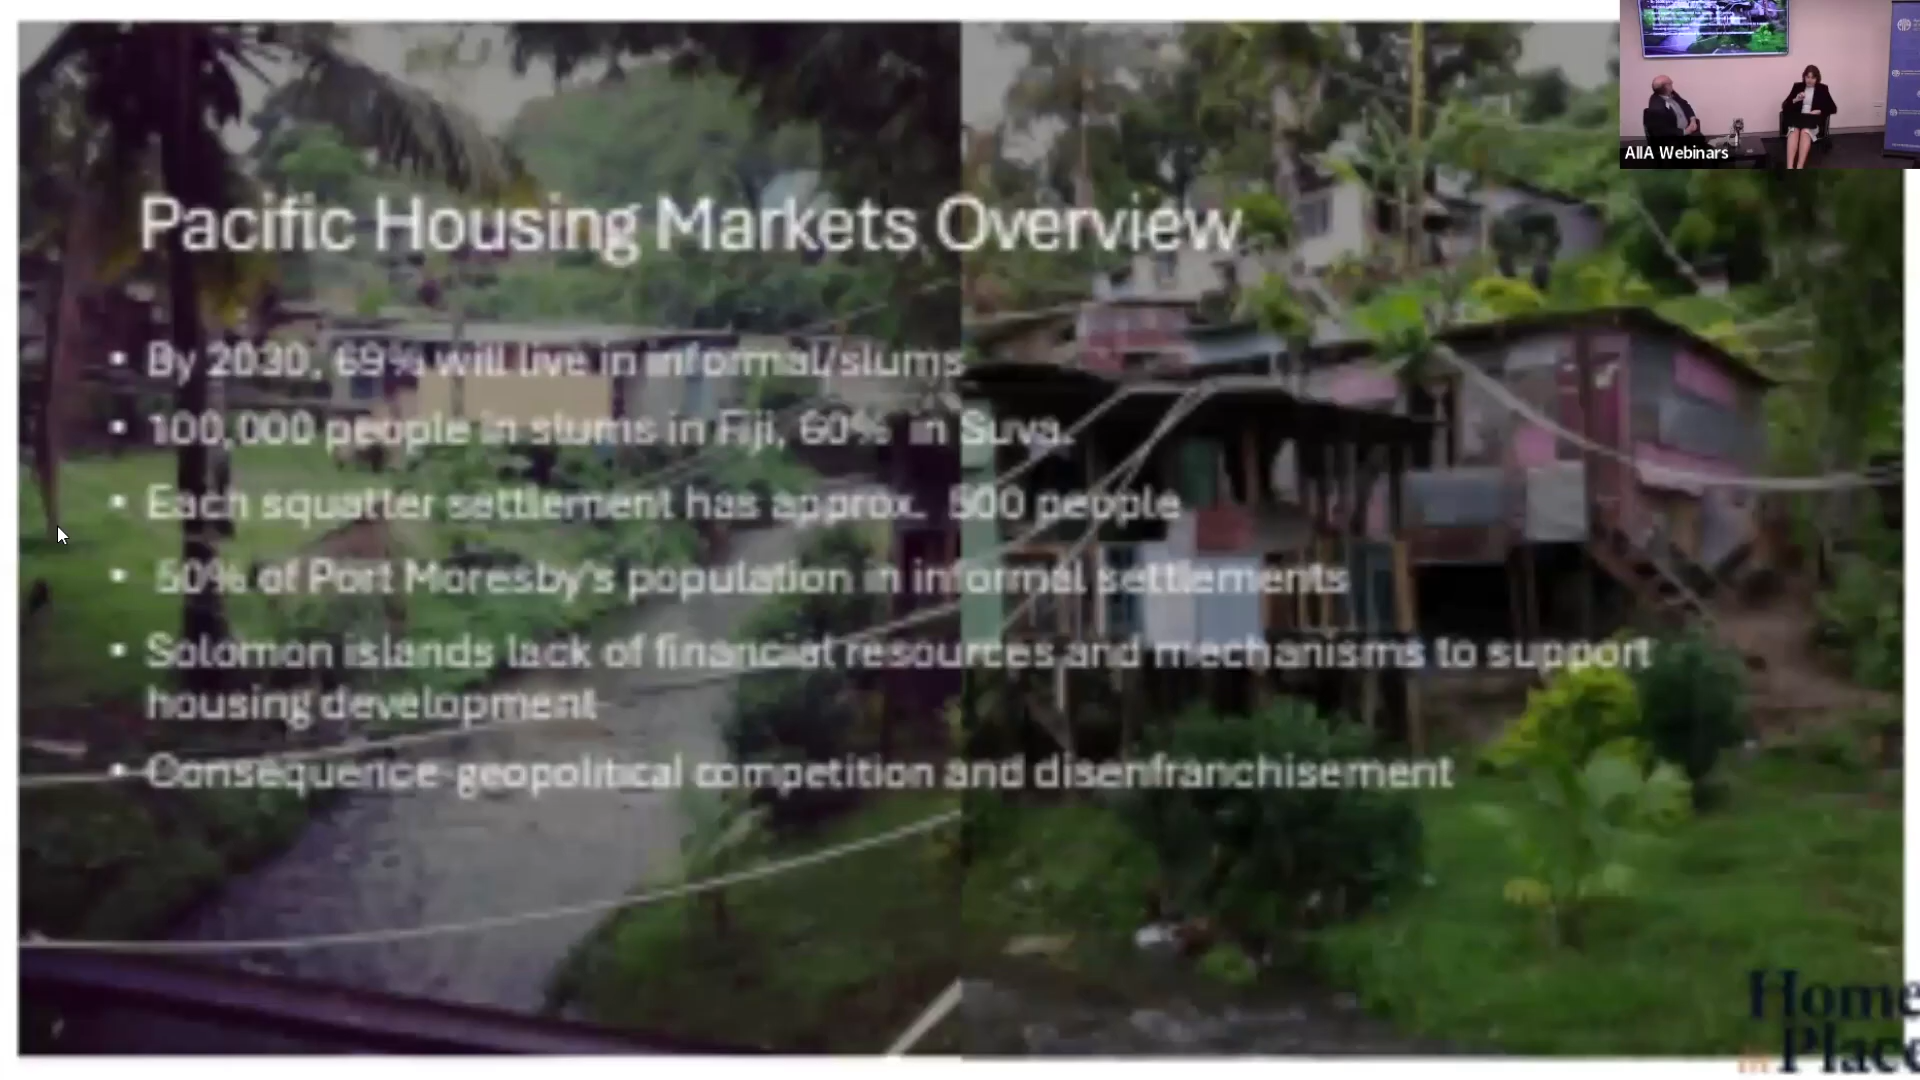 AIIA Webinars
Pacific Housing Markets Overview
▪ By 2030, 69% will live in informal/slums
▪ 100,000 people in slums in Fiji, 60% in Suva.
▪ Each squatter settlement has approx. 500 people
▪ 50% of Port Moresby's population in informal settlements
▪ Solomon islands lack of financial resources and mechanisms to support
housing development
▪ Consequence-geopolitical competition and disenfranchisement
Home
in Place